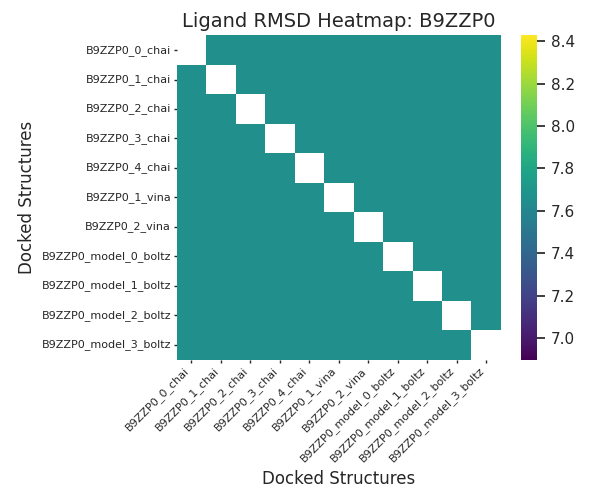 Ligand RMSD Heatmap: B9ZZP0
Docked Structures
B9ZZP0_0_chai
B9ZZP0_1_chai
B9ZZP0_2_chai
B9ZZP0_3_chai
B9ZZP0_4_chai
B9ZZP0_1_vina
B9ZZP0_2_vina
B9ZZP0_model_0_boltz
B9ZZP0_model_1_boltz
B9ZZP0_model_2_boltz
B9ZZP0_model_3_boltz
8.4
8.2
8.0
7.8
7.6
7.4
7.2
7.0
B9ZZP0_0_chai
B9ZZP0_1_chai
B9ZZP0_2_chai
B9ZZP0_3_chai
B9ZZP0_4_chai
B9ZZP0_1_vina
B9ZZP0_2_vina
B9ZZP0_model_0_boltz
B9ZZP0_model_1_boltz
B9ZZP0_model_2_boltz
B9ZZP0_model_3_boltz
Docked Structures